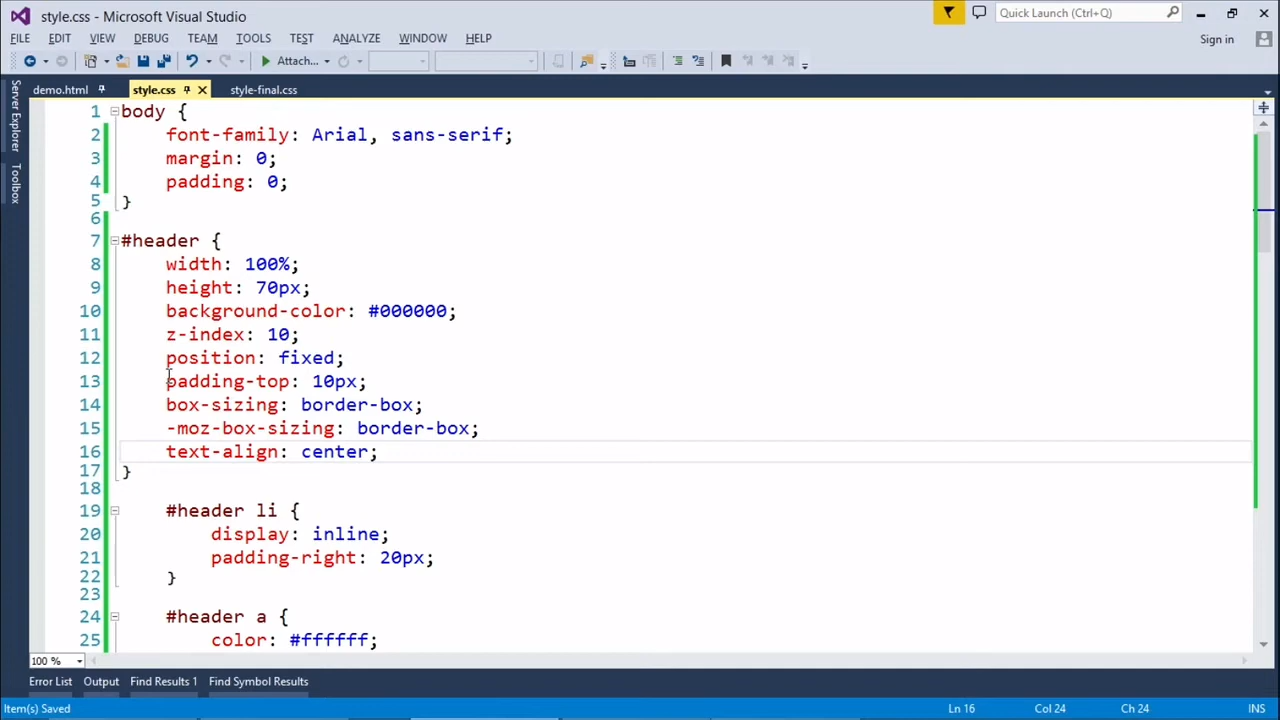 style.css - Microsoft Visual Studio
Quick Launch (Ctrl+Q)
FILE EDIT VIEW DEBUG TEAM TOOLS TEST ANALYZE WINDOW HELP
Sign in
Attach...
demo.html style.css style-final.css
Server Explorer
Toolbox
1 body {
2 font-family: Arial, sans-serif;
3 margin: 0;
4 padding: 0;
5 }
6
7 #header {
8 width: 100%;
9 height: 70px;
10 background-color: #000000;
11 z-index: 10;
12 position: fixed;
13 padding-top: 10px;
14 box-sizing: border-box;
15 -moz-box-sizing: border-box;
16 text-align: center;
17 }
18
19 #header li {
20 display: inline;
21 padding-right: 20px;
22 }
23
24 #header a {
25 color: #ffffff;
100 %
Error List Output Find Results 1 Find Symbol Results
Item(s) Saved Ln 16 Col 24 Ch 24 INS